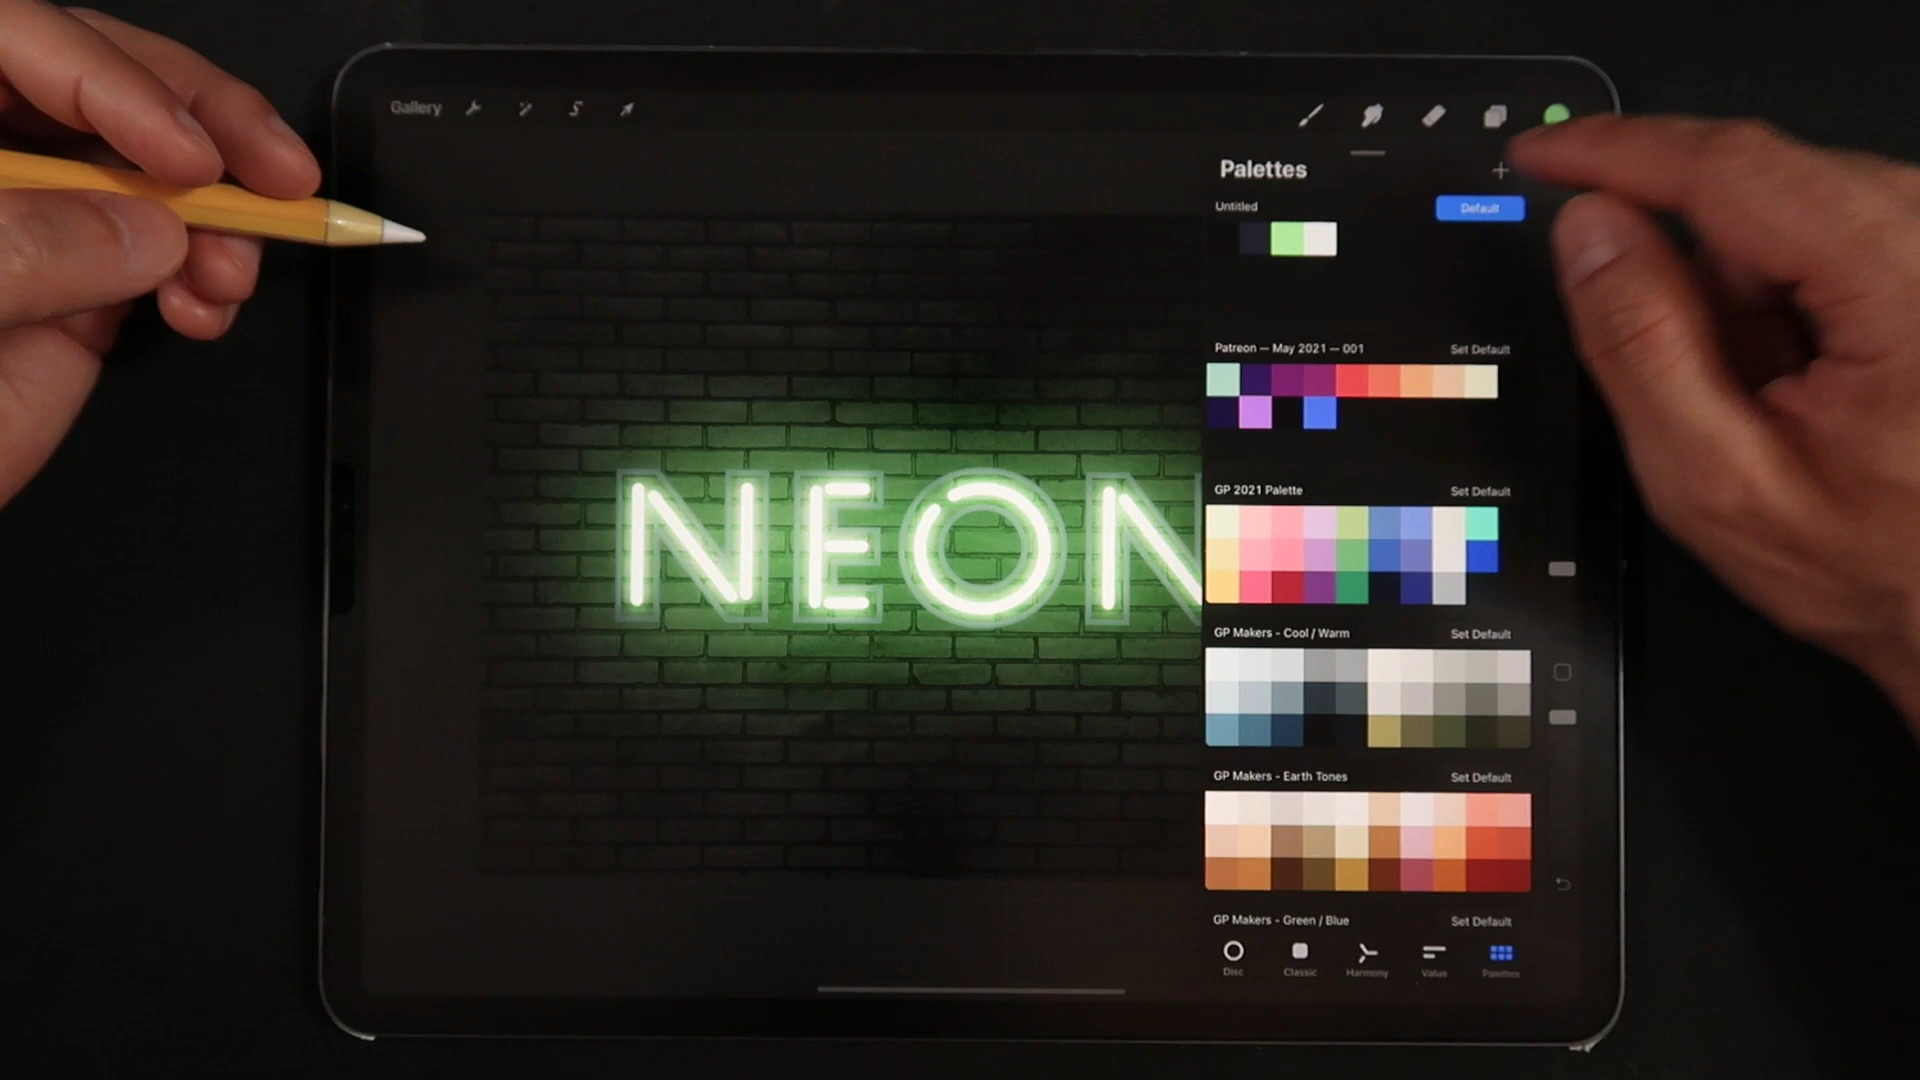 Gallery
Palettes
Untitled
Default
Patreon — May 2021 — 001
Set Default
GP 2021 Palette
Set Default
NEON
GP Makers - Cool / Warm
Set Default
GP Makers - Earth Tones
Set Default
GP Makers - Green / Blue
Set Default
Disc
Classic
Harmony
Value
Palettes